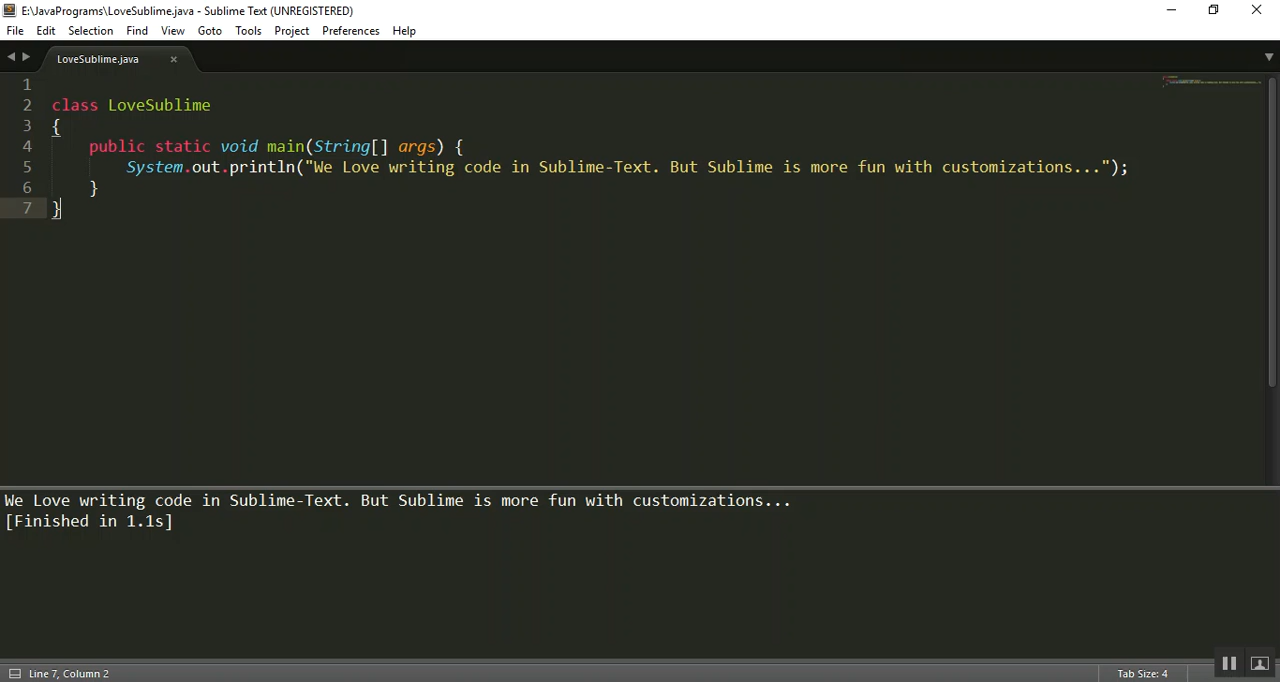 E:\JavaPrograms\LoveSublime.java - Sublime Text (UNREGISTERED)
File Edit Selection Find View Goto Tools Project Preferences Help
LoveSublime.java ×
1
2 class LoveSublime
3 {
4 public static void main(String[] args) {
5 System.out.println("We Love writing code in Sublime-Text. But Sublime is more fun with customizations...");
6 }
7 }
We Love writing code in Sublime-Text. But Sublime is more fun with customizations...
[Finished in 1.1s]
Line 7, Column 2 Tab Size: 4